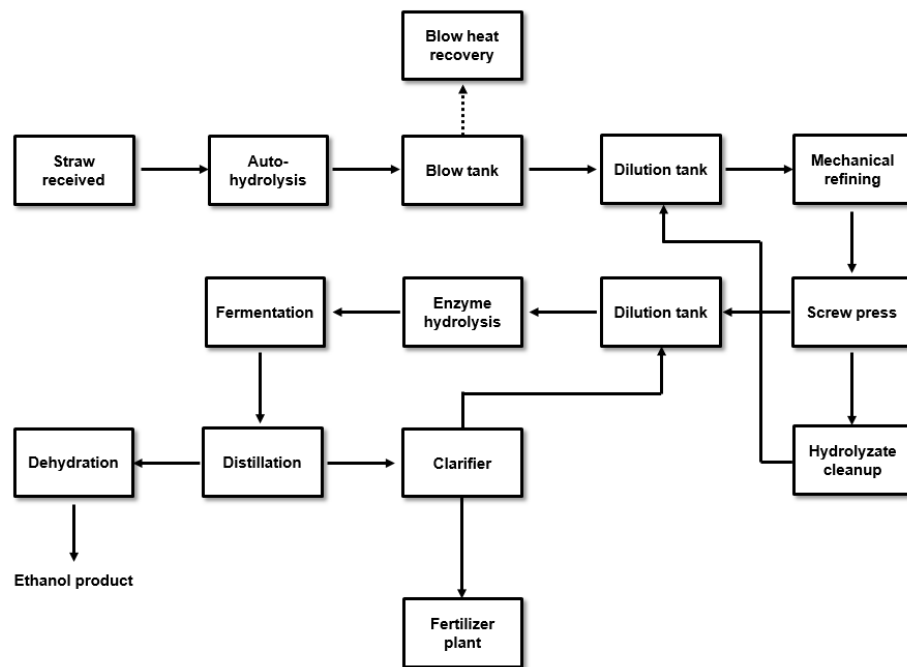 Blow heat
recovery
Straw
received
Auto-
hydrolysis
Blow tank
Dilution tank
Mechanical
refining
Fermentation
Enzyme
hydrolysis
Dilution tank
Screw press
Dehydration
Distillation
Clarifier
Hydrolyzate
cleanup
Ethanol product
Fertilizer
plant